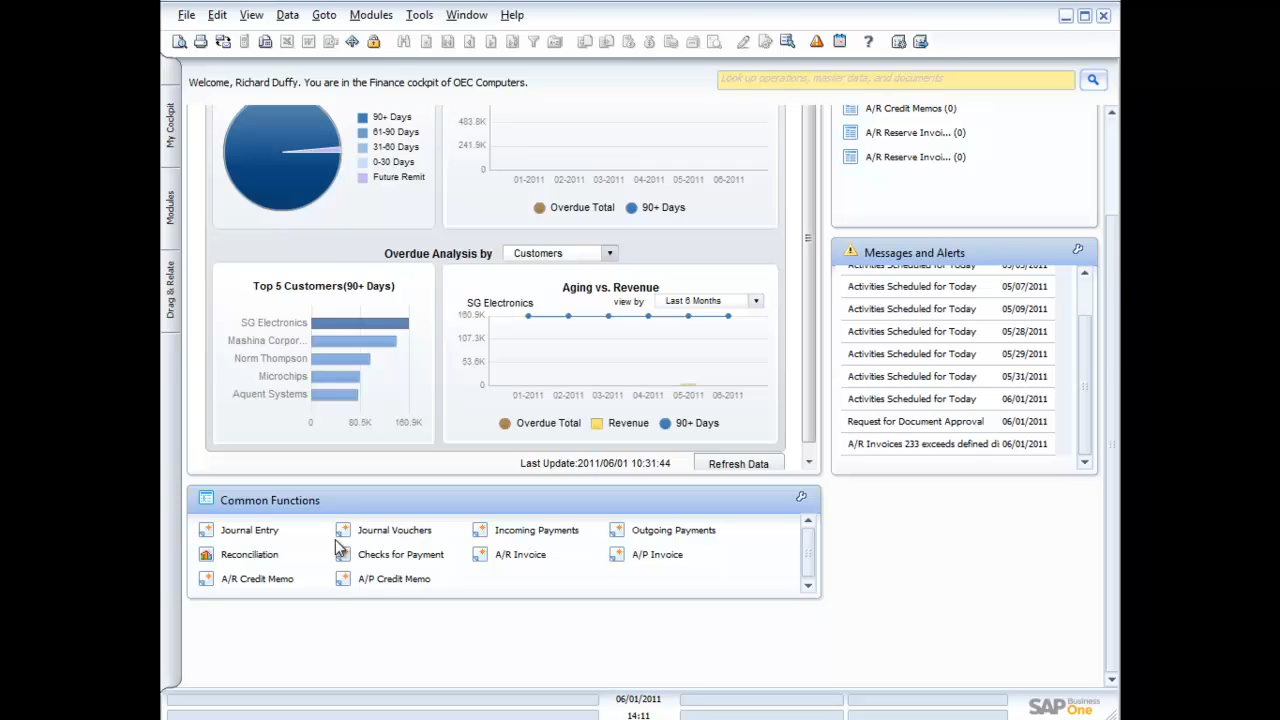 File Edit View Data Goto Modules Tools Window Help
Welcome, Richard Duffy. You are in the Finance cockpit of OEC Computers.
Look up operations, master data, and documents
My Cockpit
Modules
Drag & Relate
90+ Days
61-90 Days
31-60 Days
0-30 Days
Future Remit
483.8K
241.9K
0
01-2011 02-2011 03-2011 04-2011 05-2011 06-2011
Overdue Total 90+ Days
A/R Credit Memos (0)
A/R Reserve Invoi... (0)
A/R Reserve Invoi... (0)
Overdue Analysis by Customers
Top 5 Customers(90+ Days)
SG Electronics
Mashina Corpor...
Norm Thompson
Microchips
Aquent Systems
0 80.5K 160.9K
Aging vs. Revenue
SG Electronics view by Last 6 Months
160.9K
107.3K
53.6K
0
01-2011 02-2011 03-2011 04-2011 05-2011 06-2011
Overdue Total Revenue 90+ Days
Last Update:2011/06/01 10:31:44 Refresh Data
Messages and Alerts
Activities Scheduled for Today 05/05/2011
Activities Scheduled for Today 05/07/2011
Activities Scheduled for Today 05/09/2011
Activities Scheduled for Today 05/28/2011
Activities Scheduled for Today 05/29/2011
Activities Scheduled for Today 05/31/2011
Activities Scheduled for Today 06/01/2011
Request for Document Approval 06/01/2011
A/R Invoices 233 exceeds defined di 06/01/2011
Common Functions
Journal Entry Journal Vouchers Incoming Payments Outgoing Payments
Reconciliation Checks for Payment A/R Invoice A/P Invoice
A/R Credit Memo A/P Credit Memo
06/01/2011
14:11
SAP Business One